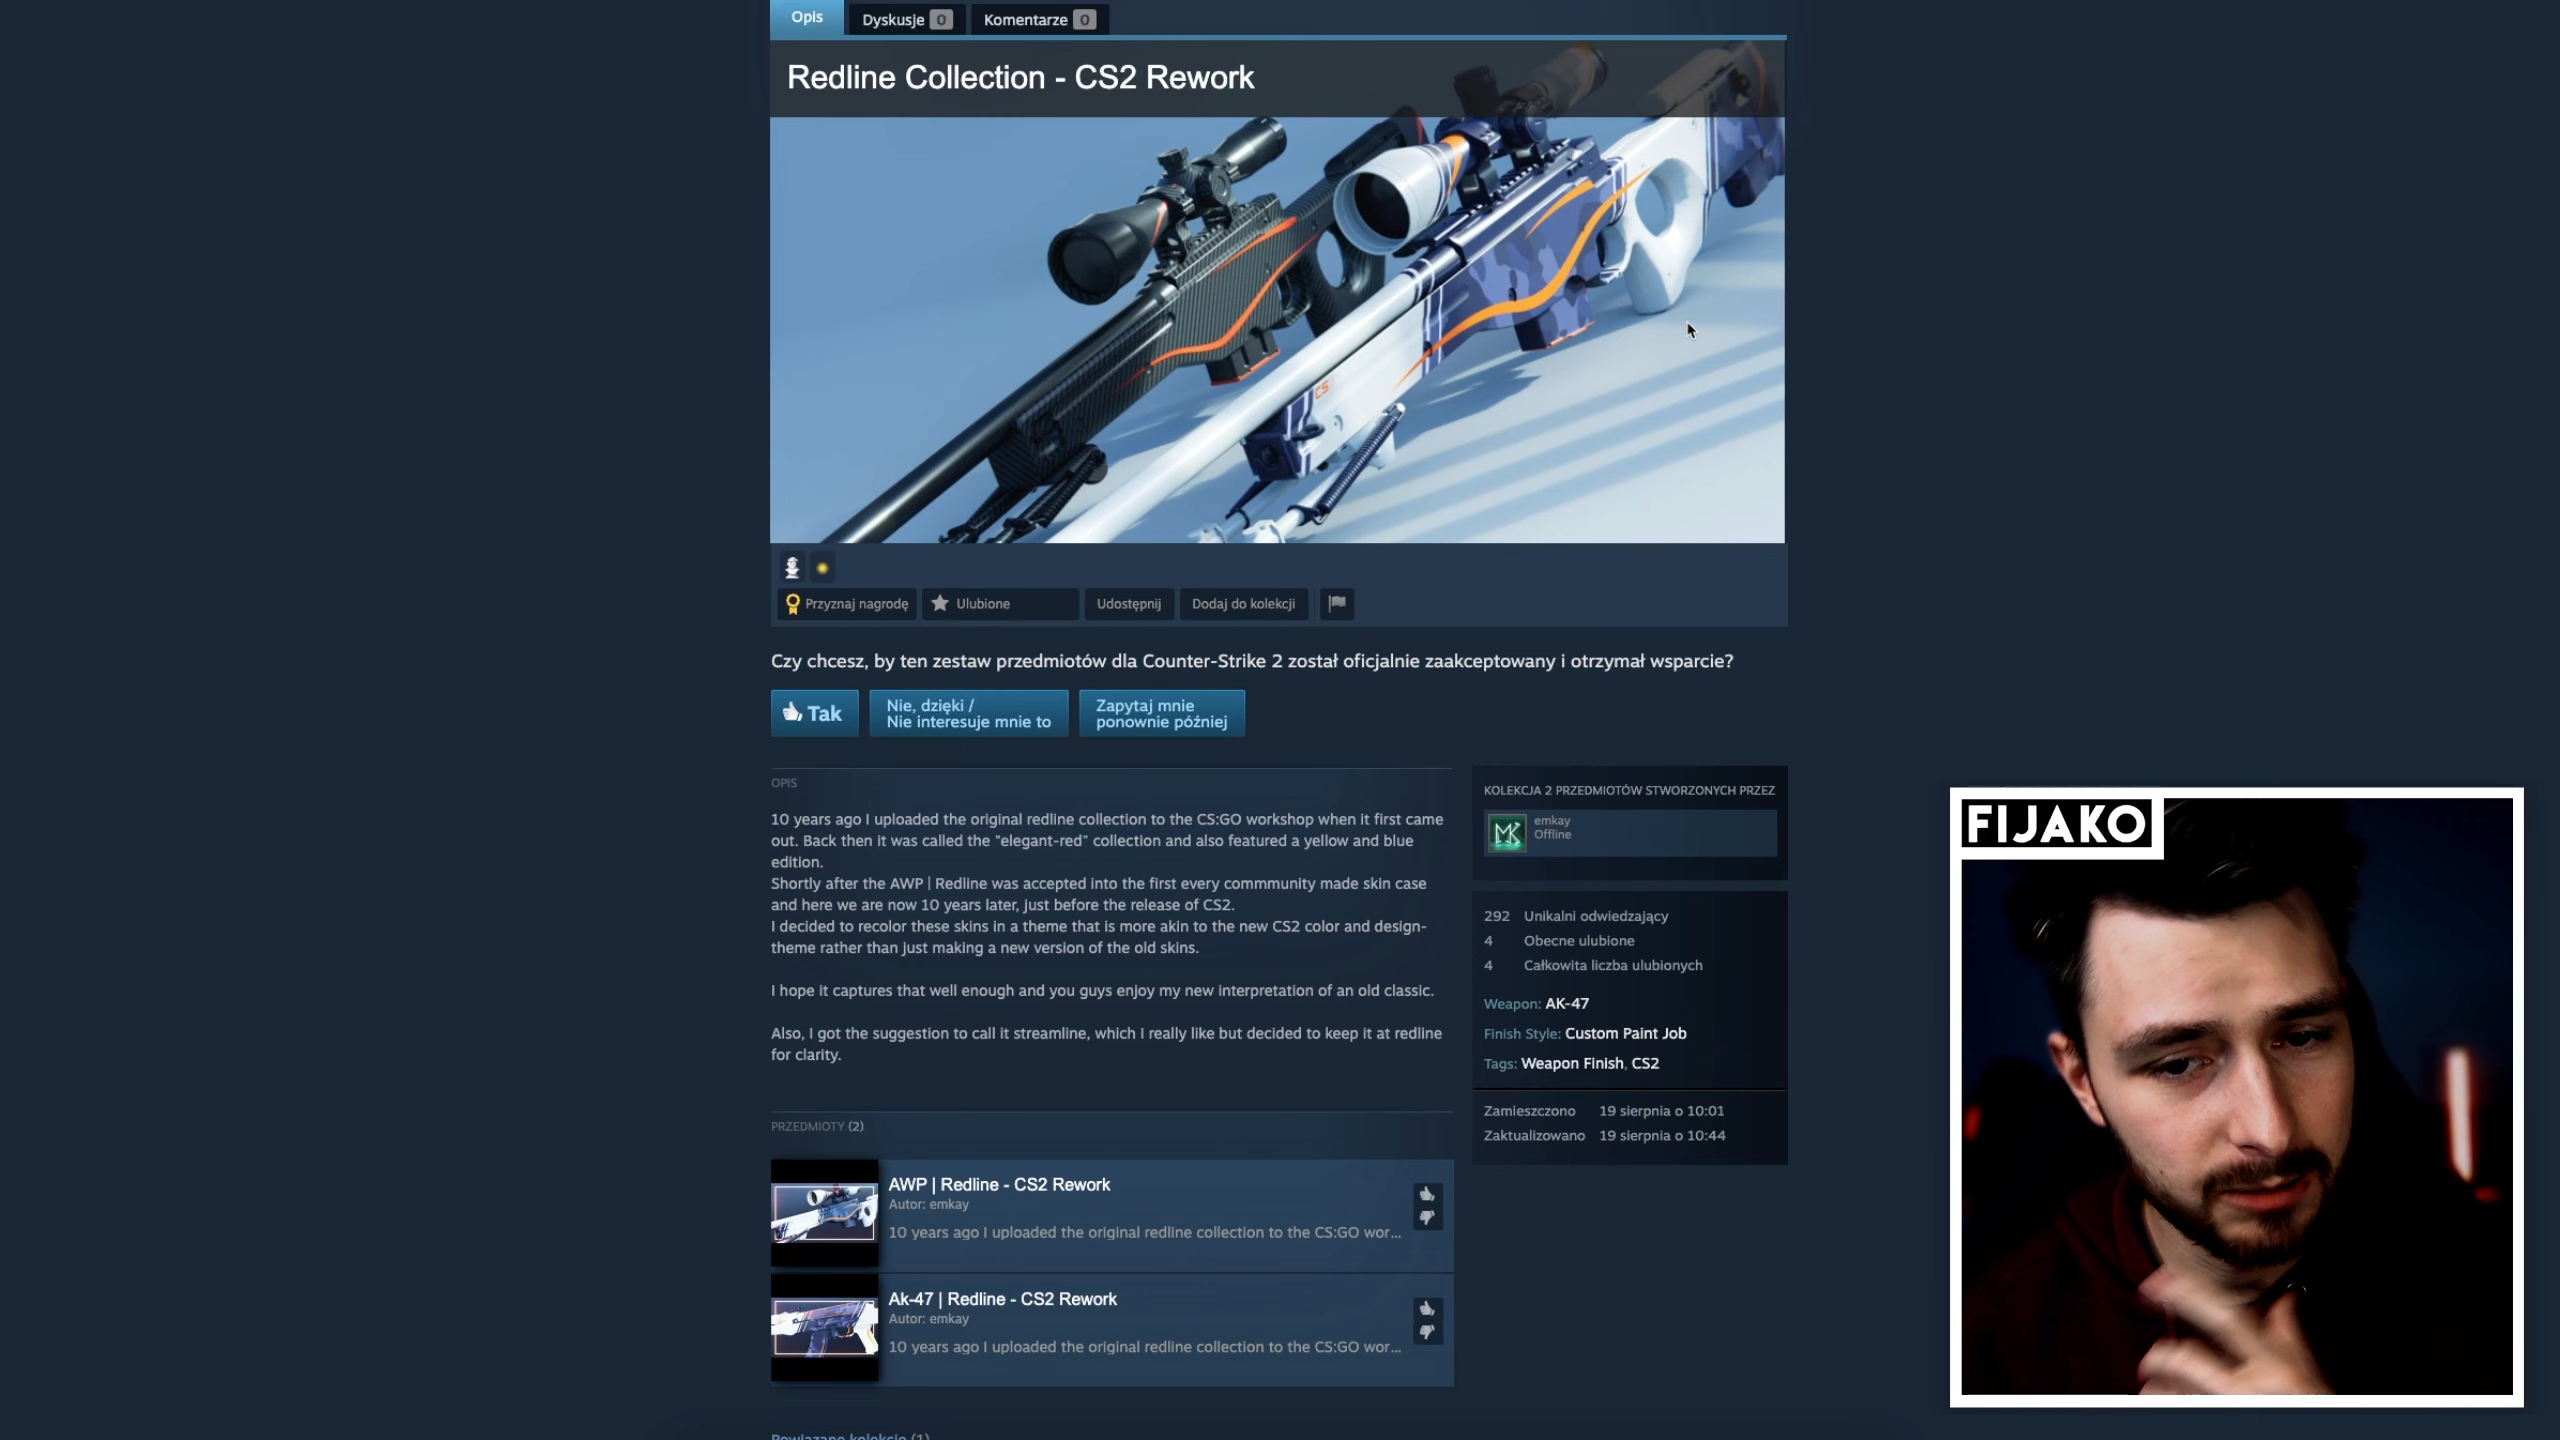 Opis
Dyskusje 0
Komentarze 0
Redline Collection - CS2 Rework
CS
Przyznaj nagrodę
Ulubione
Udostępnij
Dodaj do kolekcji
Czy chcesz, by ten zestaw przedmiotów dla Counter-Strike 2 został oficjalnie zaakceptowany i otrzymał wsparcie?
Tak
Nie, dzięki /
Nie interesuje mnie to
Zapytaj mnie
ponownie później
OPIS
10 years ago I uploaded the original redline collection to the CS:GO workshop when it first came
out. Back then it was called the "elegant-red" collection and also featured a yellow and blue
edition.
Shortly after the AWP | Redline was accepted into the first every commmunity made skin case
and here we are now 10 years later, just before the release of CS2.
I decided to recolor these skins in a theme that is more akin to the new CS2 color and design-
theme rather than just making a new version of the old skins.
I hope it captures that well enough and you guys enjoy my new interpretation of an old classic.
Also, I got the suggestion to call it streamline, which I really like but decided to keep it at redline
for clarity.
KOLEKCJA 2 PRZEDMIOTÓW STWORZONYCH PRZEZ
MK
emkay
Offline
292 Unikalni odwiedzający
4 Obecne ulubione
4 Całkowita liczba ulubionych
Weapon: AK-47
Finish Style: Custom Paint Job
Tags: Weapon Finish, CS2
Zamieszczono 19 sierpnia o 10:01
Zaktualizowano 19 sierpnia o 10:44
PRZEDMIOTY (2)
AWP | Redline - CS2 Rework
Autor: emkay
10 years ago I uploaded the original redline collection to the CS:GO wor...
Ak-47 | Redline - CS2 Rework
Autor: emkay
10 years ago I uploaded the original redline collection to the CS:GO wor...
Powiązane kolekcje (1)
FIJAKO